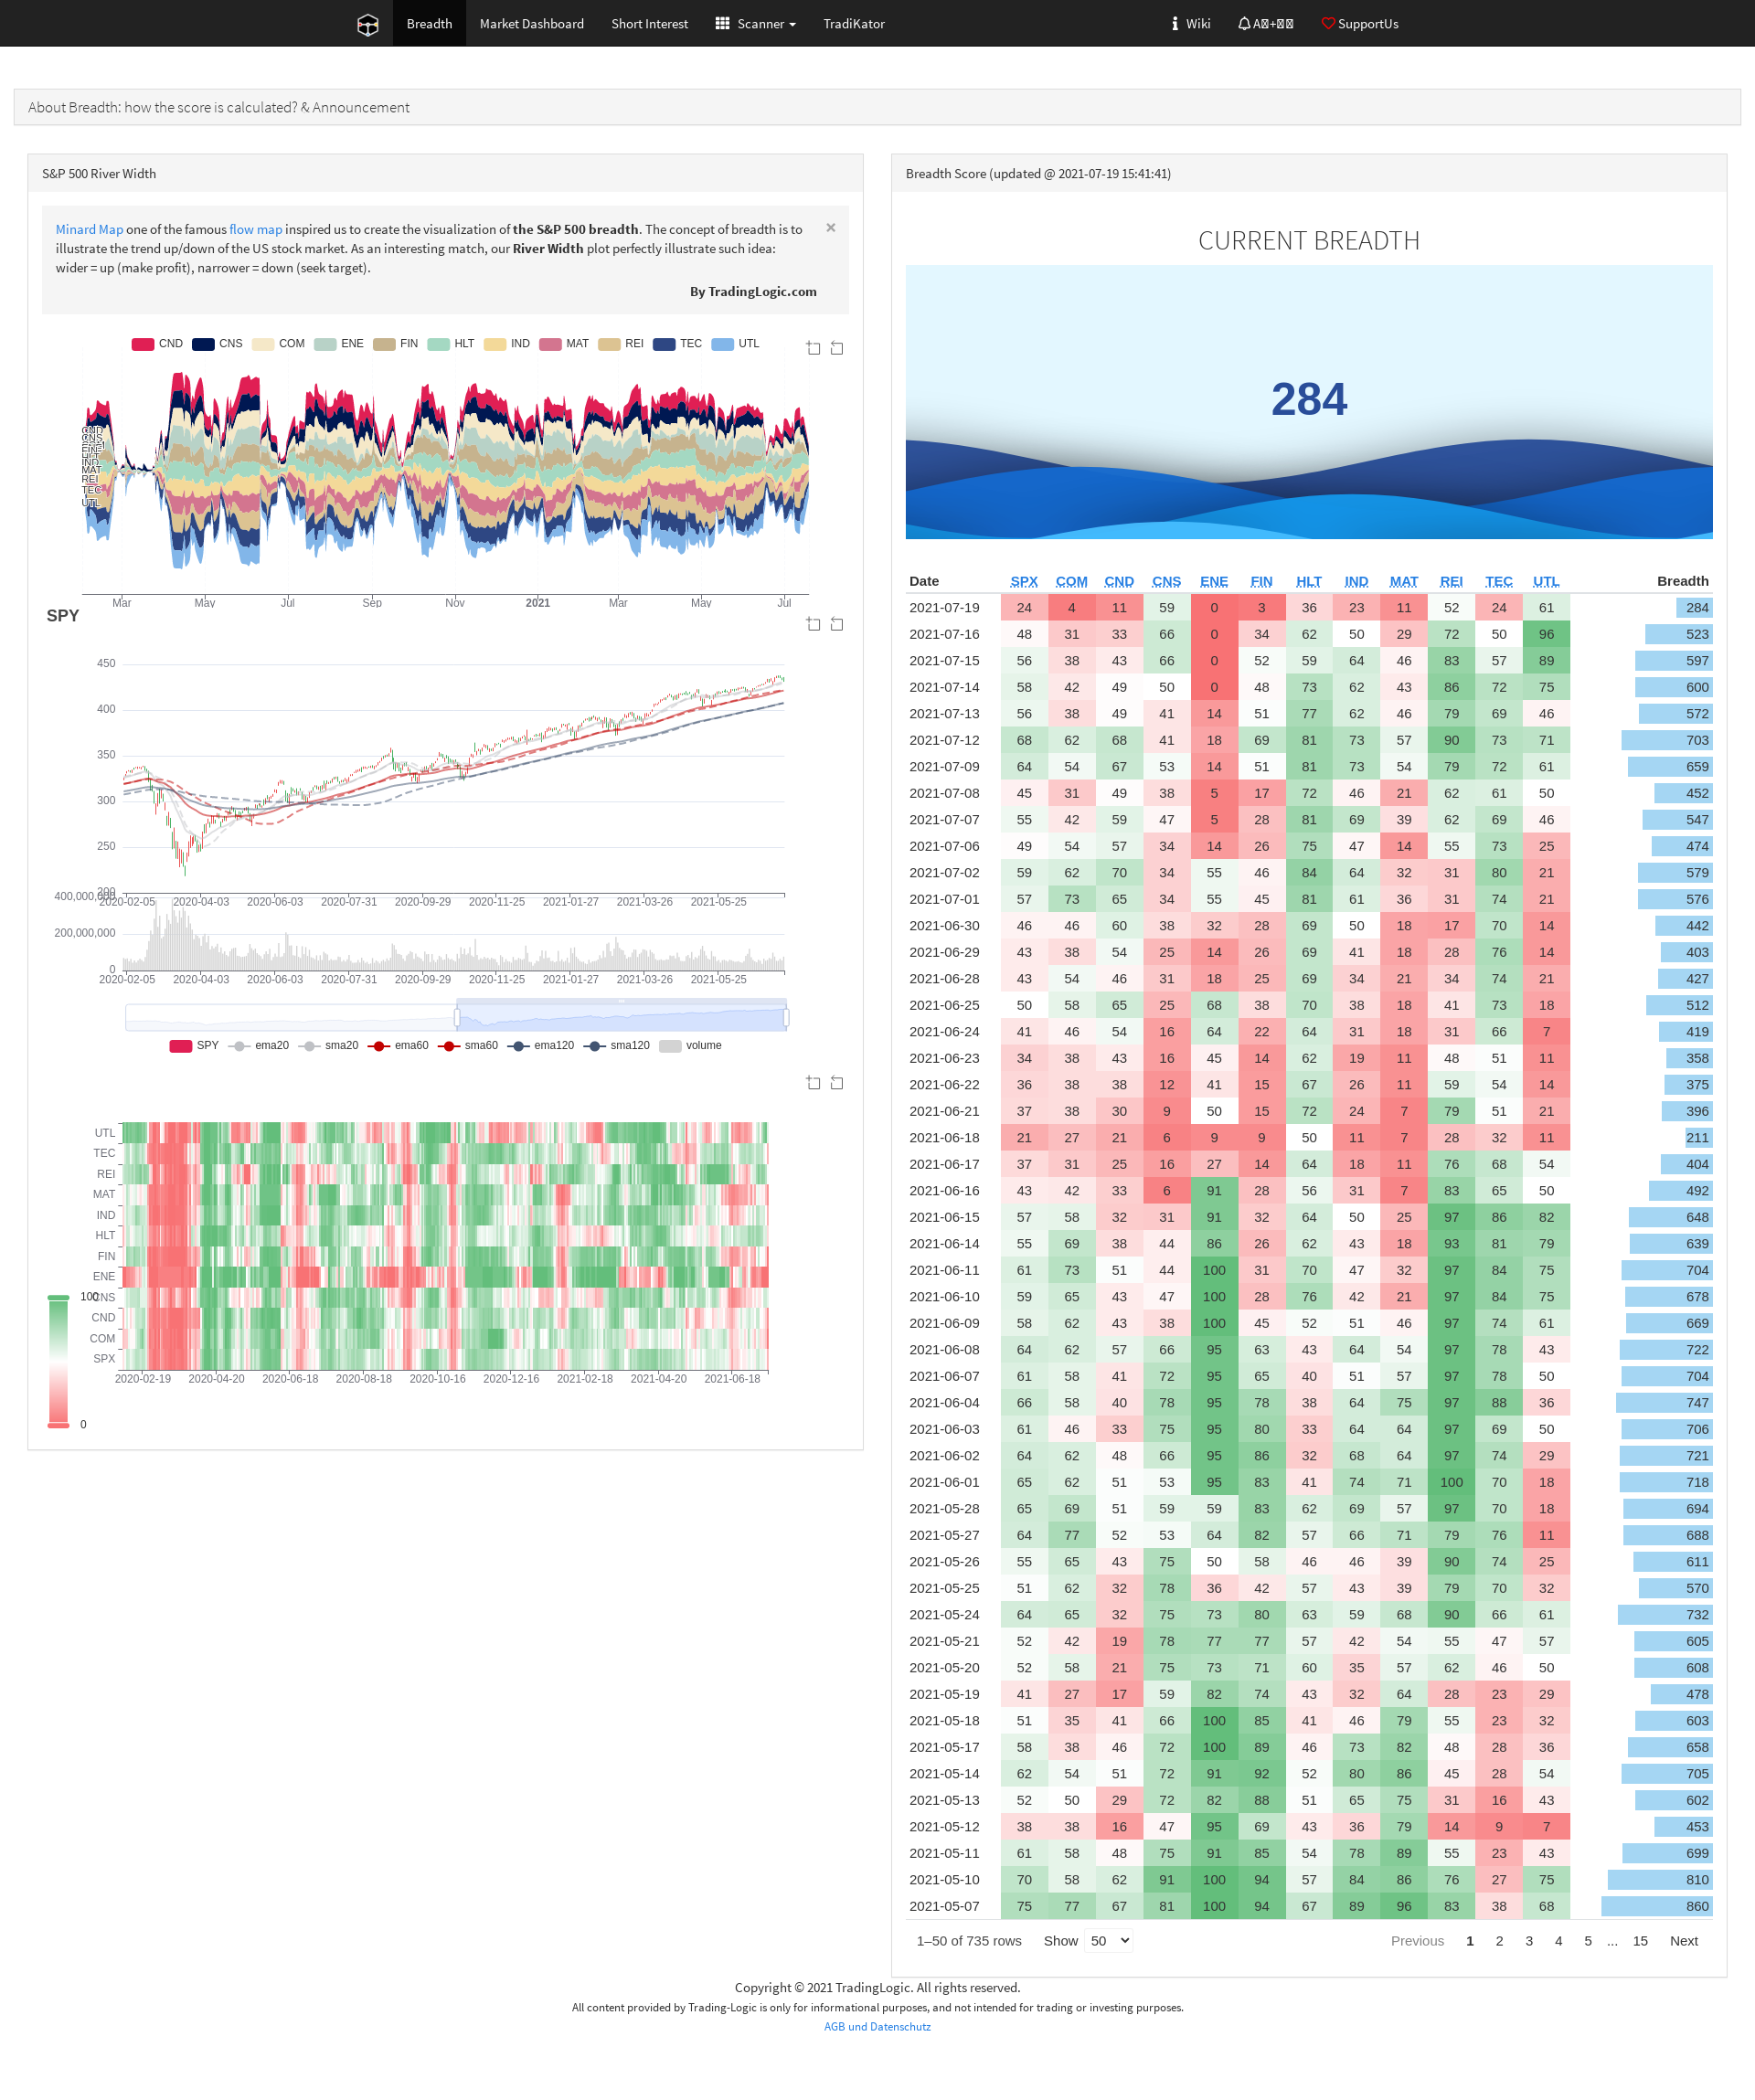 Breadth Market Dashboard Short Interest Scanner TradiKator Wiki SupportUs
About Breadth: how the score is calculated? & Announcement
S&P 500 River Width
Minard Map one of the famous flow map inspired us to create the visualization of the S&P 500 breadth. The concept of breadth is to
illustrate the trend up/down of the US stock market. As an interesting match, our River Width plot perfectly illustrate such idea:
wider = up (make profit), narrower = down (seek target).
×
By TradingLogic.com
CND CNS COM ENE FIN HLT IND MAT REI TEC UTL
CND
CNS
FIN
HLT
IND
MAT
REI
TEC
UTL
Mar May Jul Sep Nov 2021 Mar May Jul
SPY
450
400
350
300
250
200
2020-02-05 2020-04-03 2020-06-03 2020-07-31 2020-09-29 2020-11-25 2021-01-27 2021-03-26 2021-05-25
400,000,000
200,000,000
0
2020-02-05 2020-04-03 2020-06-03 2020-07-31 2020-09-29 2020-11-25 2021-01-27 2021-03-26 2021-05-25
SPY ema20 sma20 ema60 sma60 ema120 sma120 volume
UTL
TEC
REI
MAT
IND
HLT
FIN
ENE
CNS
CND
COM
SPX
100
0
2020-02-19 2020-04-20 2020-06-18 2020-08-18 2020-10-16 2020-12-16 2021-02-18 2021-04-20 2021-06-18
Breadth Score (updated @ 2021-07-19 15:41:41)
CURRENT BREADTH
284
Date SPX COM CND CNS ENE FIN HLT IND MAT REI TEC UTL Breadth
2021-07-19 24 4 11 59 0 3 36 23 11 52 24 61 284
2021-07-16 48 31 33 66 0 34 62 50 29 72 50 96 523
2021-07-15 56 38 43 66 0 52 59 64 46 83 57 89 597
2021-07-14 58 42 49 50 0 48 73 62 43 86 72 75 600
2021-07-13 56 38 49 41 14 51 77 62 46 79 69 46 572
2021-07-12 68 62 68 41 18 69 81 73 57 90 73 71 703
2021-07-09 64 54 67 53 14 51 81 73 54 79 72 61 659
2021-07-08 45 31 49 38 5 17 72 46 21 62 61 50 452
2021-07-07 55 42 59 47 5 28 81 69 39 62 69 46 547
2021-07-06 49 54 57 34 14 26 75 47 14 55 73 25 474
2021-07-02 59 62 70 34 55 46 84 64 32 31 80 21 579
2021-07-01 57 73 65 34 55 45 81 61 36 31 74 21 576
2021-06-30 46 46 60 38 32 28 69 50 18 17 70 14 442
2021-06-29 43 38 54 25 14 26 69 41 18 28 76 14 403
2021-06-28 43 54 46 31 18 25 69 34 21 34 74 21 427
2021-06-25 50 58 65 25 68 38 70 38 18 41 73 18 512
2021-06-24 41 46 54 16 64 22 64 31 18 31 66 7 419
2021-06-23 34 38 43 16 45 14 62 19 11 48 51 11 358
2021-06-22 36 38 38 12 41 15 67 26 11 59 54 14 375
2021-06-21 37 38 30 9 50 15 72 24 7 79 51 21 396
2021-06-18 21 27 21 6 9 9 50 11 7 28 32 11 211
2021-06-17 37 31 25 16 27 14 64 18 11 76 68 54 404
2021-06-16 43 42 33 6 91 28 56 31 7 83 65 50 492
2021-06-15 57 58 32 31 91 32 64 50 25 97 86 82 648
2021-06-14 55 69 38 44 86 26 62 43 18 93 81 79 639
2021-06-11 61 73 51 44 100 31 70 47 32 97 84 75 704
2021-06-10 59 65 43 47 100 28 76 42 21 97 84 75 678
2021-06-09 58 62 43 38 100 45 52 51 46 97 74 61 669
2021-06-08 64 62 57 66 95 63 43 64 54 97 78 43 722
2021-06-07 61 58 41 72 95 65 40 51 57 97 78 50 704
2021-06-04 66 58 40 78 95 78 38 64 75 97 88 36 747
2021-06-03 61 46 33 75 95 80 33 64 64 97 69 50 706
2021-06-02 64 62 48 66 95 86 32 68 64 97 74 29 721
2021-06-01 65 62 51 53 95 83 41 74 71 100 70 18 718
2021-05-28 65 69 51 59 59 83 62 69 57 97 70 18 694
2021-05-27 64 77 52 53 64 82 57 66 71 79 76 11 688
2021-05-26 55 65 43 75 50 58 46 46 39 90 74 25 611
2021-05-25 51 62 32 78 36 42 57 43 39 79 70 32 570
2021-05-24 64 65 32 75 73 80 63 59 68 90 66 61 732
2021-05-21 52 42 19 78 77 77 57 42 54 55 47 57 605
2021-05-20 52 58 21 75 73 71 60 35 57 62 46 50 608
2021-05-19 41 27 17 59 82 74 43 32 64 28 23 29 478
2021-05-18 51 35 41 66 100 85 41 46 79 55 23 32 603
2021-05-17 58 38 46 72 100 89 46 73 82 48 28 36 658
2021-05-14 62 54 51 72 91 92 52 80 86 45 28 54 705
2021-05-13 52 50 29 72 82 88 51 65 75 31 16 43 602
2021-05-12 38 38 16 47 95 69 43 36 79 14 9 7 453
2021-05-11 61 58 48 75 91 85 54 78 89 55 23 43 699
2021-05-10 70 58 62 91 100 94 57 84 86 76 27 75 810
2021-05-07 75 77 67 81 100 94 67 89 96 83 38 68 860
1–50 of 735 rows Show 50 Previous 1 2 3 4 5 ... 15 Next
Copyright © 2021 TradingLogic. All rights reserved.
All content provided by Trading-Logic is only for informational purposes, and not intended for trading or investing purposes.
AGB und Datenschutz